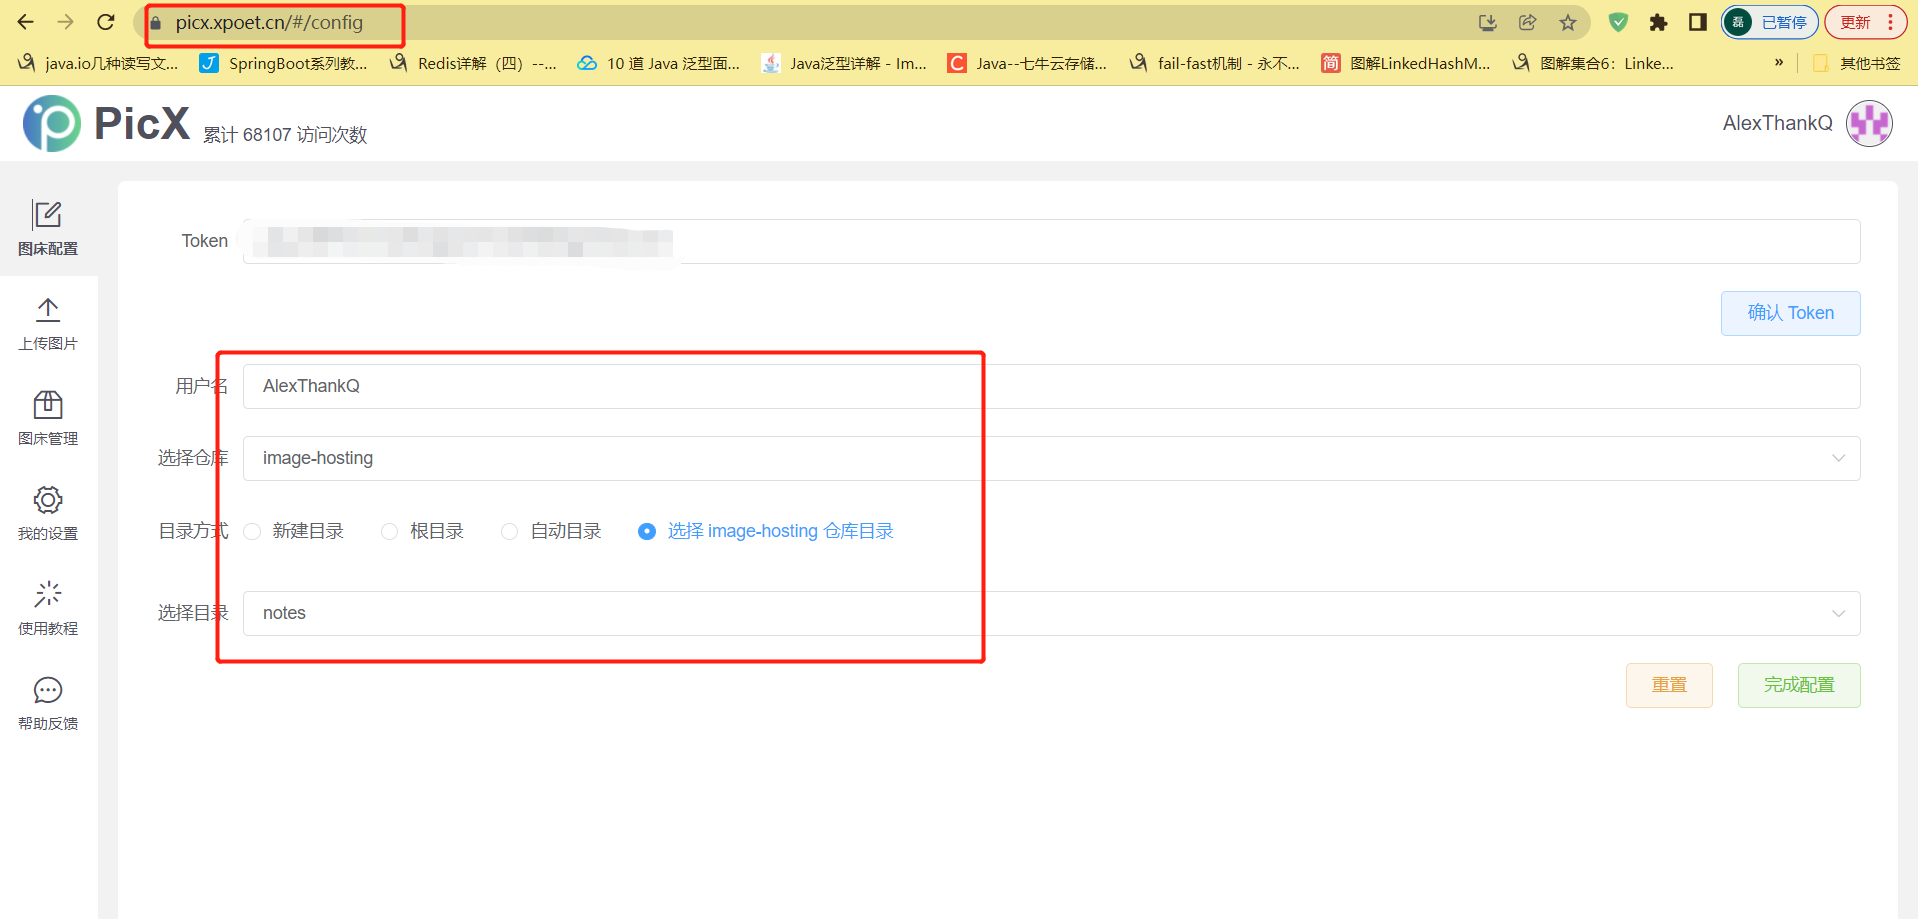 picx.xpoet.cn/#/config
磊 已暂停 更新
java.io几种读写文... SpringBoot系列教... Redis详解（四）--... 10 道 Java 泛型面... Java泛型详解 - Im... C Java--七牛云存储... fail-fast机制 - 永不... 简 图解LinkedHashM... 图解集合6：Linke... » 其他书签
PicX 累计 68107 访问次数
AlexThankQ
图床配置
上传图片
图床管理
我的设置
使用教程
帮助反馈
Token
确认 Token
用户名 AlexThankQ
选择仓库 image-hosting
目录方式 新建目录 根目录 自动目录 选择 image-hosting 仓库目录
选择目录 notes
重置 完成配置